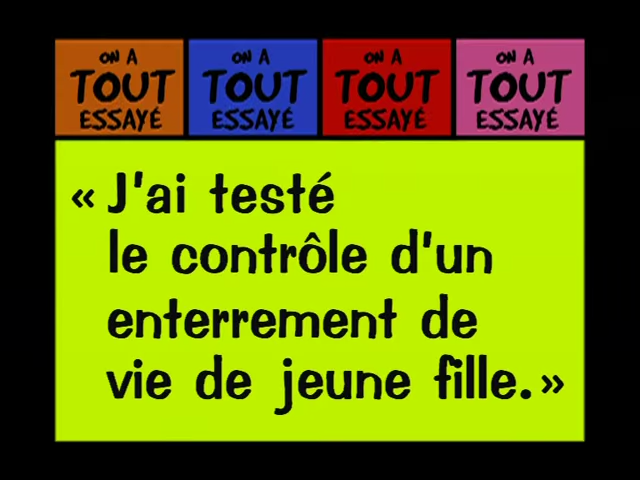 ON A TOUT ESSAYÉ
ON A TOUT ESSAYÉ
ON A TOUT ESSAYÉ
ON A TOUT ESSAYÉ
« J'ai testé
le contrôle d'un
enterrement de
vie de jeune fille. »